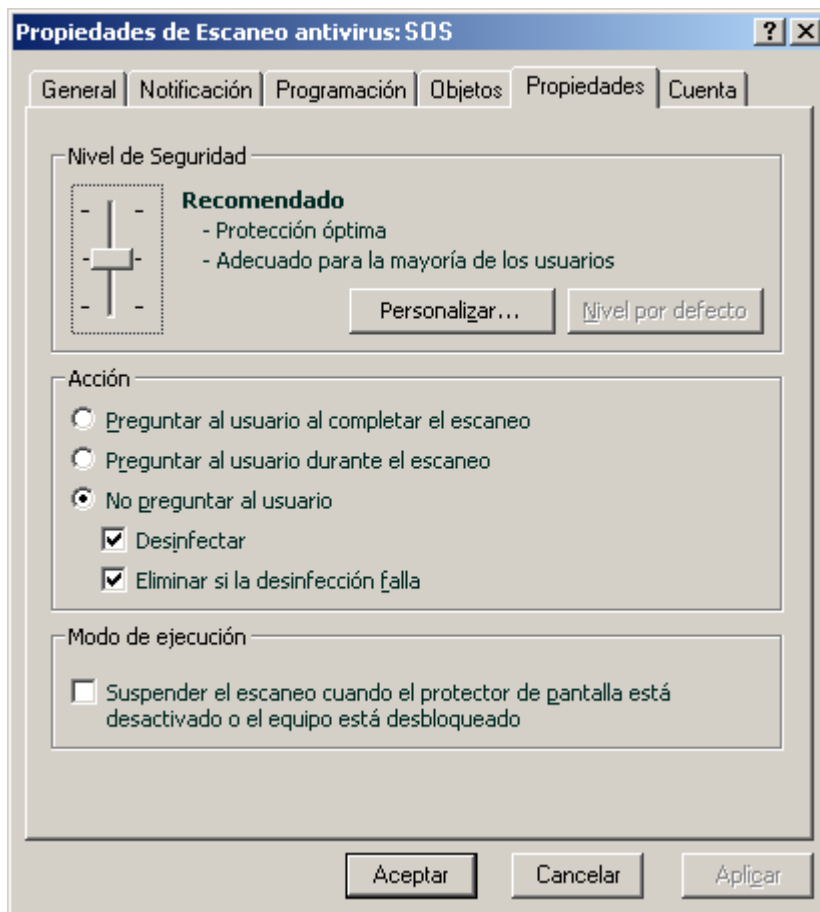 Propiedades de Escaneo antivirus: SOS
General Notificación Programación Objetos Propiedades Cuenta
Nivel de Seguridad
Recomendado
- Protección óptima
- Adecuado para la mayoría de los usuarios
Personalizar... Nivel por defecto
Acción
Preguntar al usuario al completar el escaneo
Preguntar al usuario durante el escaneo
No preguntar al usuario
Desinfectar
Eliminar si la desinfección falla
Modo de ejecución
Suspender el escaneo cuando el protector de pantalla está
desactivado o el equipo está desbloqueado
Aceptar Cancelar Aplicar